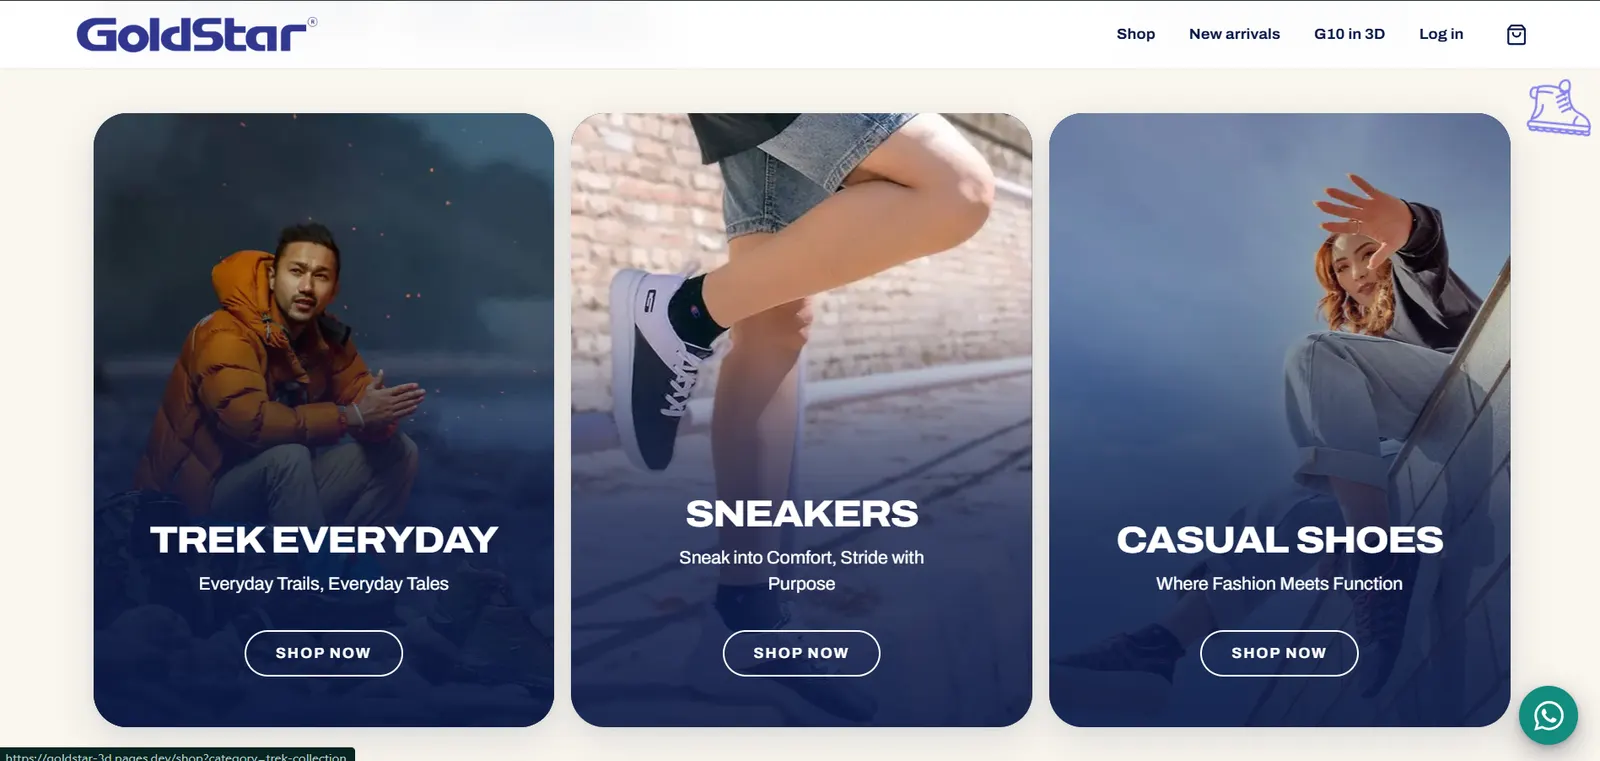 GoldStar®
Shop New arrivals G10 in 3D Log in
TREK EVERYDAY
Everyday Trails, Everyday Tales
SHOP NOW
SNEAKERS
Sneak into Comfort, Stride with
Purpose
SHOP NOW
CASUAL SHOES
Where Fashion Meets Function
SHOP NOW
https://goldstar-3d.pages.dev/shop?category=trek-collection